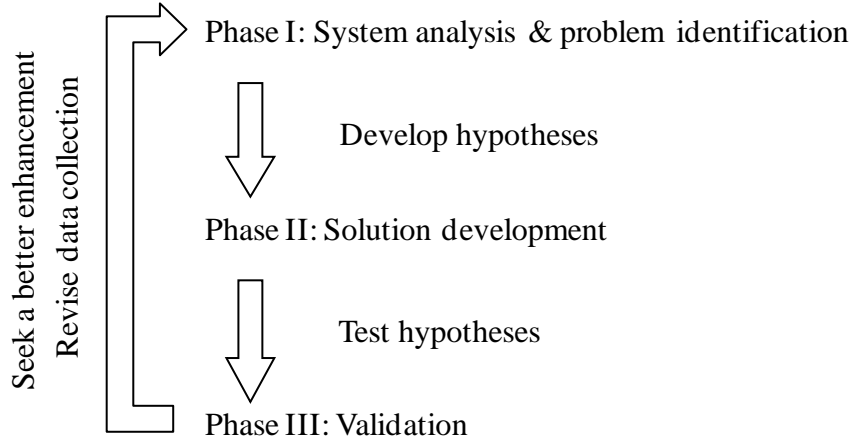 Phase I: System analysis & problem identification
Develop hypotheses
Phase II: Solution development
Test hypotheses
Phase III: Validation
Seek a better enhancement
Revise data collection